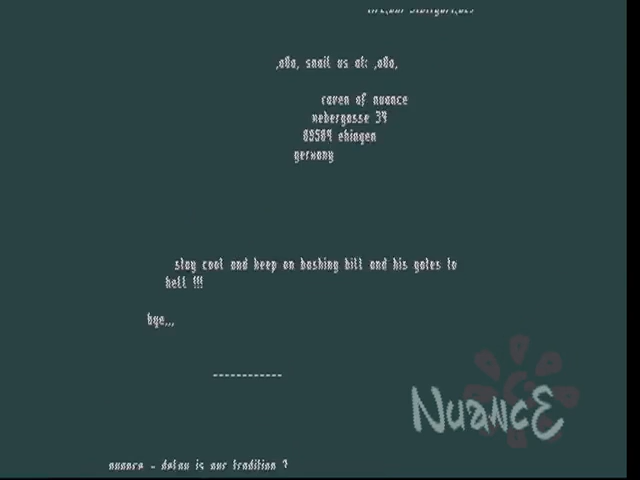 ,o0o, snail us at: ,o0o,
raven of nuance
webergasse 34
89584 ehingen
germany
stay cool and keep on bashing bill and his gates to
hell !!!
bye,,,
------------
NuancE
nuance - delay is our tradition ?